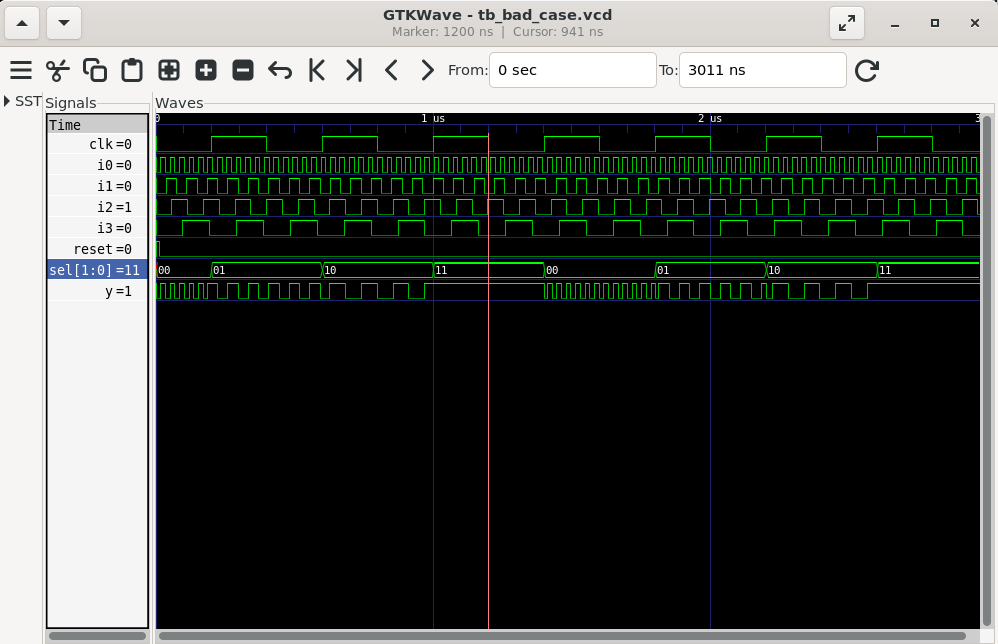 GTKWave - tb_bad_case.vcd
Marker: 1200 ns | Cursor: 941 ns
From: 0 sec To: 3011 ns
SST
Signals
Waves
Time
0 1 us 2 us 3
clk=0
i0=0
i1=0
i2=1
i3=0
reset=0
sel[1:0]=11
00 01 10 11 00 01 10 11
y=1